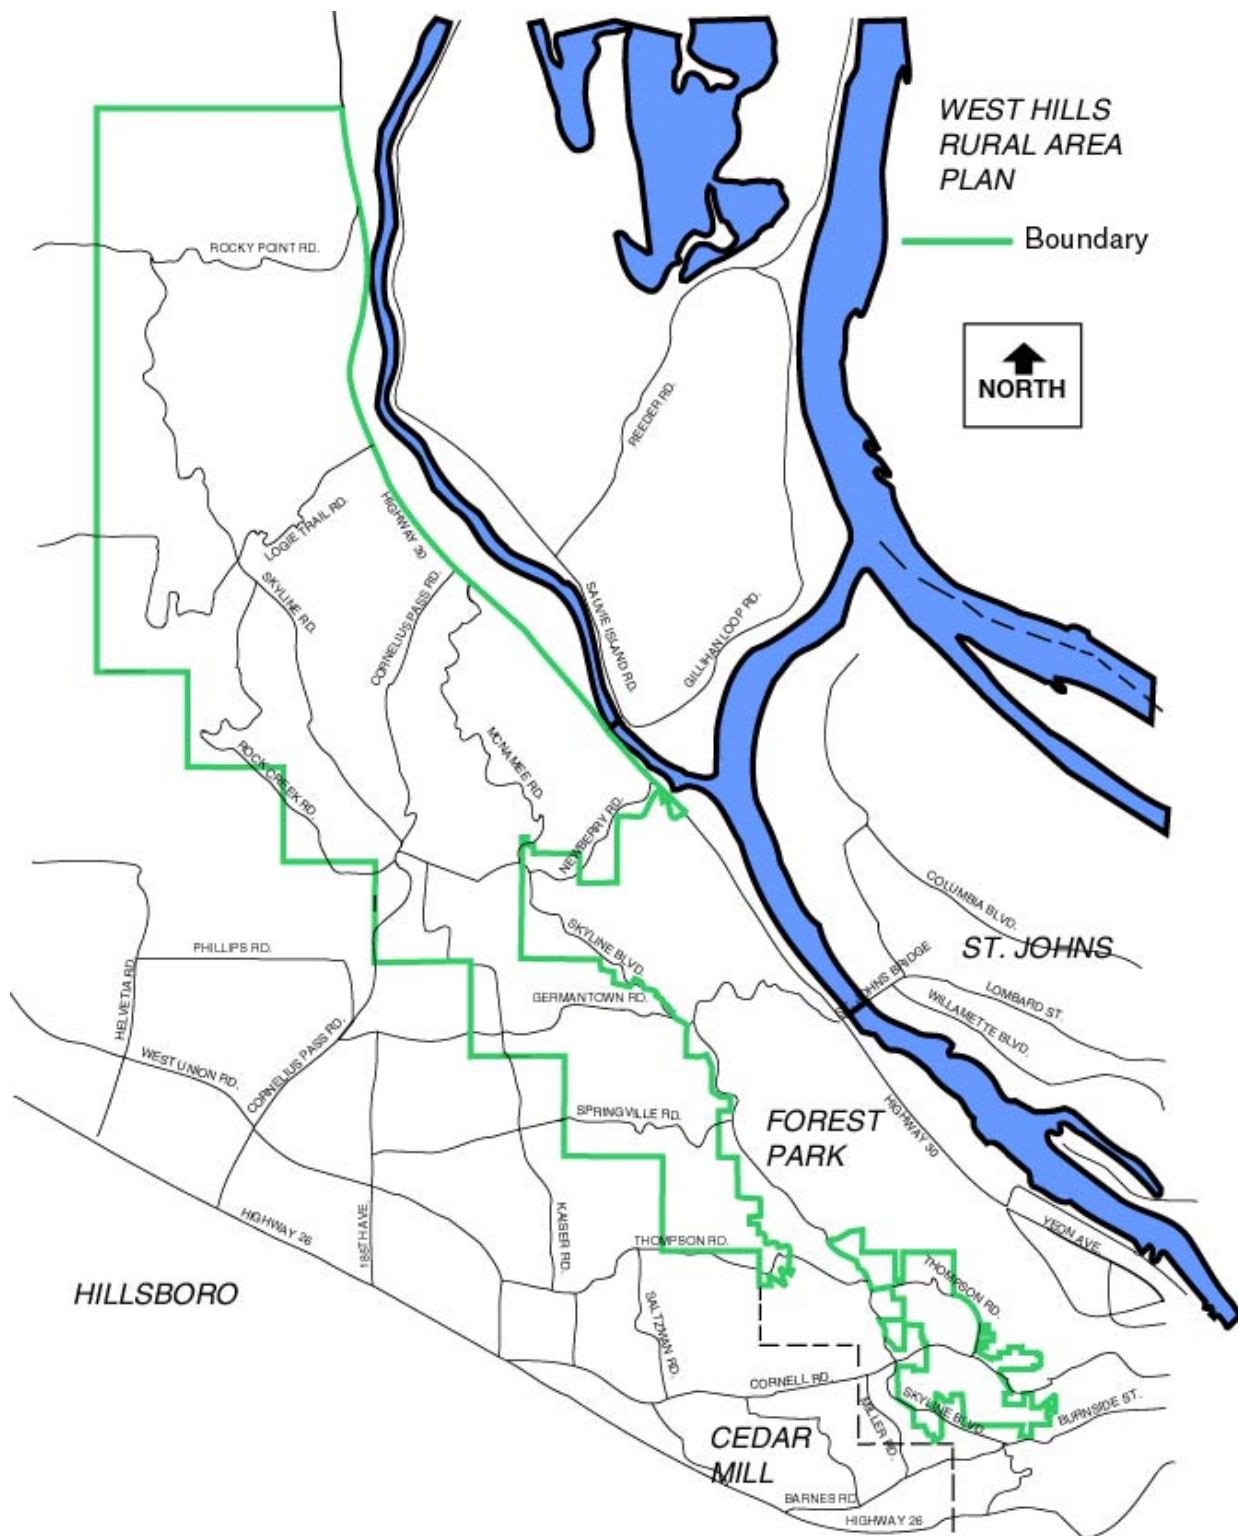 WEST HILLS
RURAL AREA
PLAN
Boundary
NORTH
ROCKY POINT RD.
REEDER RD.
LOGIE TRAIL RD.
HIGHWAY 30
SKYLINE RD.
CORNELIUS PASS RD.
SAUVIE ISLAND RD.
GILLIHAN LOOP RD.
MCNAMEE RD.
ROCK CREEK RD.
NEWBERRY RD.
COLUMBIA BLVD.
ST. JOHNS
PHILLIPS RD.
SKYLINE BLVD.
HELVETIA RD
GERMANTOWN RD.
JOHNS BRIDGE
LOMBARD ST.
WILLAMETTE BLVD.
WEST UNION RD.
CORNELIUS PASS RD.
SPRINGVILLE RD.
FOREST
PARK
HIGHWAY 30
HIGHWAY 26
185TH AVE.
KAISER RD.
THOMPSON RD.
YEON AVE.
HILLSBORO
SALTZMAN RD.
THOMPSON RD.
CORNELL RD.
SKYLINE BLVD
BURNSIDE ST.
MILLER RD.
CEDAR
MILL
BARNES RD
HIGHWAY 26